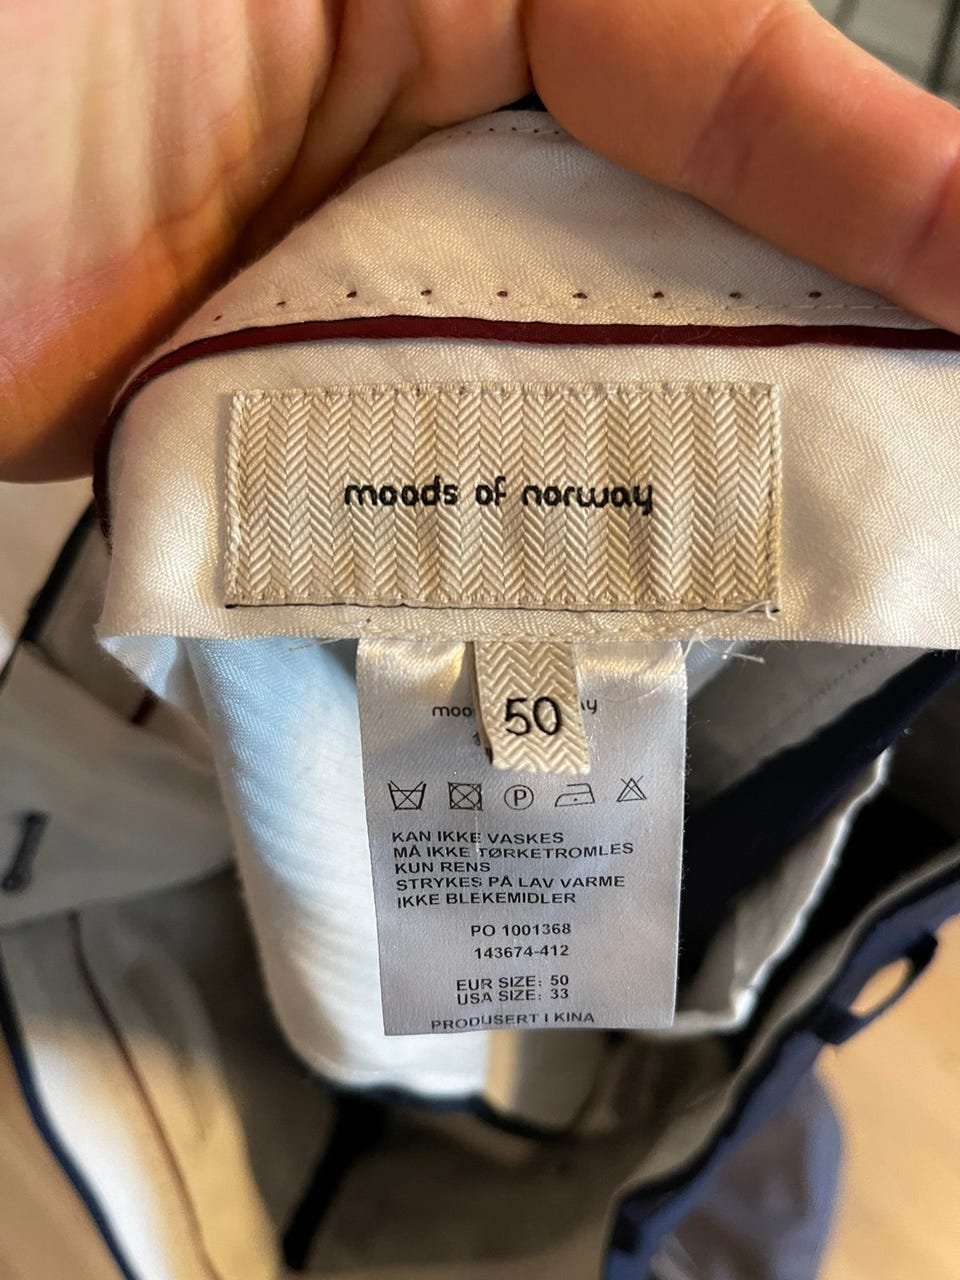 moods of norway
50
KAN IKKE VASKES
MÅ IKKE TØRKETROMLES
KUN RENS
STRYKES PÅ LAV VARME
IKKE BLEKEMIDLER
PO 1001368
143674-412
EUR SIZE: 50
USA SIZE: 33
PRODUSERT I KINA